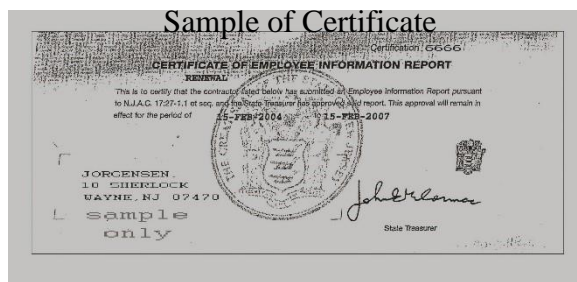 Sample of Certificate
Certification 6666
CERTIFICATE OF EMPLOYEE INFORMATION REPORT
RENEWAL
This is to certify that the contractor listed below has submitted an Employee Information Report pursuant
to N.J.A.C. 17:27-1.1 et seq. and the State Treasurer has approved said report. This approval will remain in
effect for the period of 15-FEB-2004 to 15-FEB-2007
THE GREAT
JORGENSEN,
10 SHERLOCK
WAYNE, NJ 07470
sample
only
State Treasurer